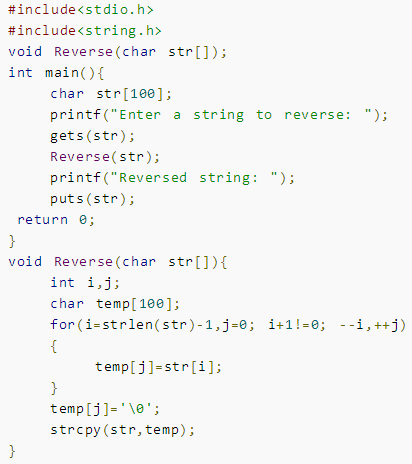 #include<stdio.h>
#include<string.h>
void Reverse(char str[]);
int main(){
     char str[100];
     printf("Enter a string to reverse: ");
     gets(str);
     Reverse(str);
     printf("Reversed string: ");
     puts(str);
 return 0;
}
void Reverse(char str[]){
     int i,j;
     char temp[100];
     for(i=strlen(str)-1,j=0; i+1!=0; --i,++j)
     {
          temp[j]=str[i];
     }
     temp[j]='\0';
     strcpy(str,temp);
}